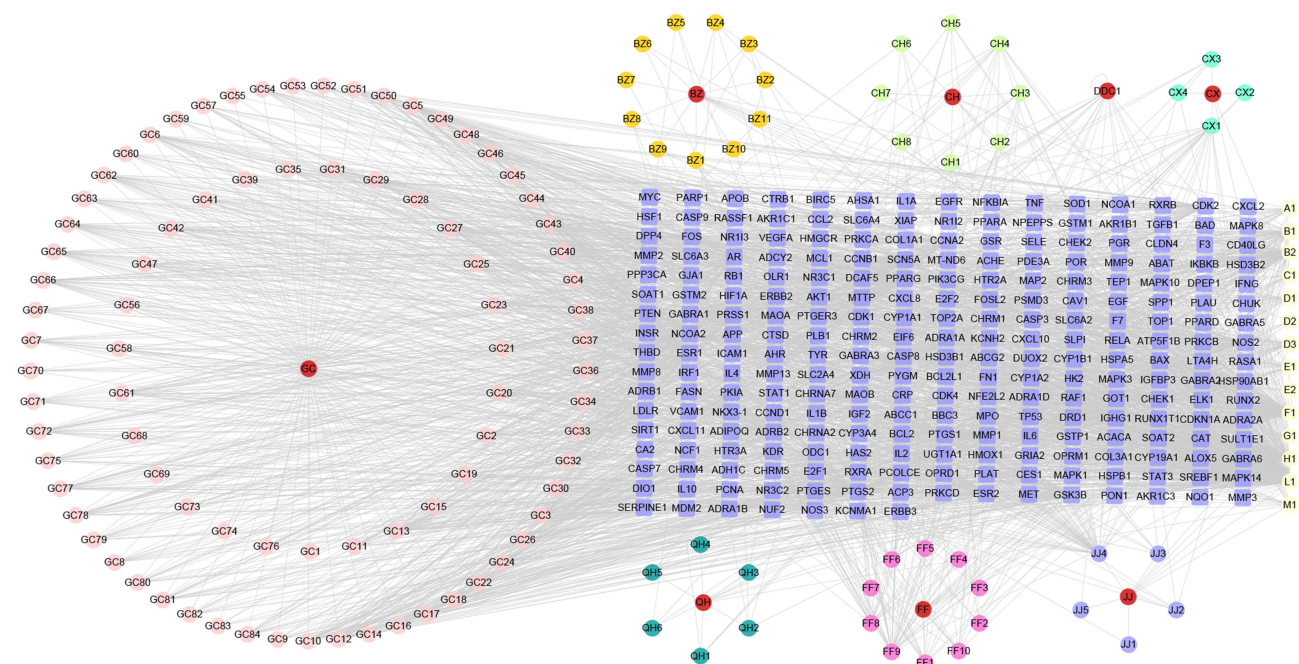 GC53
GC52
GC54
GC51
GC55
GC50
GC57
GC5
GC59
GC49
GC6
GC48
GC60
GC46
GC62
GC45
GC63
GC44
GC64
GC43
GC65
GC40
GC66
GC4
GC67
GC38
GC7
GC37
GC70
GC36
GC71
GC34
GC72
GC33
GC75
GC32
GC77
GC30
GC78
GC3
GC79
GC26
GC8
GC24
GC80
GC22
GC81
GC18
GC82
GC17
GC83
GC16
GC84
GC14
GC9
GC12
GC10
GC35
GC31
GC39
GC29
GC41
GC28
GC42
GC27
GC47
GC25
GC56
GC23
GC58
GC21
GC61
GC20
GC68
GC2
GC69
GC19
GC73
GC15
GC74
GC13
GC76
GC11
GC1
GC
BZ5
BZ4
BZ6
BZ3
BZ7
BZ2
BZ
BZ8
BZ11
BZ9
BZ10
BZ1
CH5
CH6
CH4
CH7
CH
CH3
CH8
CH2
CH1
DDC1
CX3
CX4
CX
CX2
CX1
MYC PARP1 APOB CTRB1 BIRC5 AHSA1 IL1A EGFR NFKBIA TNF SOD1 NCOA1 RXRB CDK2 CXCL2
HSF1 CASP9 RASSF1 AKR1C1 CCL2 SLC6A4 XIAP NR1I2 PPARA NPEPPS GSTM1 AKR1B1 TGFB1 BAD MAPK8
DPP4 FOS NR1I3 VEGFA HMGCR PRKCA COL1A1 CCNA2 GSR SELE CHEK2 PGR CLDN4 F3 CD40LG
MMP2 SLC6A3 AR ADCY2 MCL1 CCNB1 SCN5A MT-ND6 ACHE PDE3A POR MMP9 ABAT IKBKB HSD3B2
PPP3CA GJA1 RB1 OLR1 NR3C1 DCAF5 PPARG PIK3CG HTR2A MAP2 CHRM3 TEP1 MAPK10 DPEP1 IFNG
SOAT1 GSTM2 HIF1A ERBB2 AKT1 MTTP CXCL8 E2F2 FOSL2 PSMD3 CAV1 EGF SPP1 PLAU CHUK
PTEN GABRA1 PRSS1 MAOA PTGER3 CDK1 CYP1A1 TOP2A CHRM1 CASP3 SLC6A2 F7 TOP1 PPARD GABRA5
INSR NCOA2 APP CTSD PLB1 CHRM2 EIF6 ADRA1A KCNH2 CXCL10 SLPI RELA ATP5F1B PRKCB NOS2
THBD ESR1 ICAM1 AHR TYR GABRA3 CASP8 HSD3B1 ABCG2 DUOX2 CYP1B1 HSPA5 BAX LTA4H RASA1
MMP8 IRF1 IL4 MMP13 SLC2A4 XDH PYGM BCL2L1 FN1 CYP1A2 HK2 MAPK3 IGFBP3 GABRA2 HSP90AB1
ADRB1 FASN PKIA STAT1 CHRNA7 MAOB CRP CDK4 NFE2L2 ADRA1D RAF1 GOT1 CHEK1 ELK1 RUNX2
LDLR VCAM1 NKX3-1 CCND1 IL1B IGF2 ABCC1 BBC3 MPO TP53 DRD1 IGHG1 RUNX1T1 CDKN1A ADRA2A
SIRT1 CXCL11 ADIPOQ ADRB2 CHRNA2 CYP3A4 BCL2 PTGS1 MMP1 IL6 GSTP1 ACACA SOAT2 CAT SULT1E1
CA2 NCF1 HTR3A KDR ODC1 HAS2 IL2 UGT1A1 HMOX1 GRIA2 OPRM1 COL3A1 CYP19A1 ALOX5 GABRA6
CASP7 CHRM4 ADH1C CHRM5 E2F1 RXRA PCOLCE OPRD1 PLAT CES1 MAPK1 HSPB1 STAT3 SREBF1 MAPK14
DIO1 IL10 PCNA NR3C2 PTGES PTGS2 ACP3 PRKCD ESR2 MET GSK3B PON1 AKR1C3 NQO1 MMP3
SERPINE1 MDM2 ADRA1B NUF2 NOS3 KCNMA1 ERBB3
A1
B1
B2
C1
D1
D2
D3
E1
E2
F1
G1
H1
L1
M1
QH4
QH5
QH3
QH
QH6
QH2
QH1
FF5
FF6
FF4
FF7
FF3
FF
FF8
FF2
FF9
FF10
FF1
JJ4
JJ3
JJ
JJ5
JJ2
JJ1